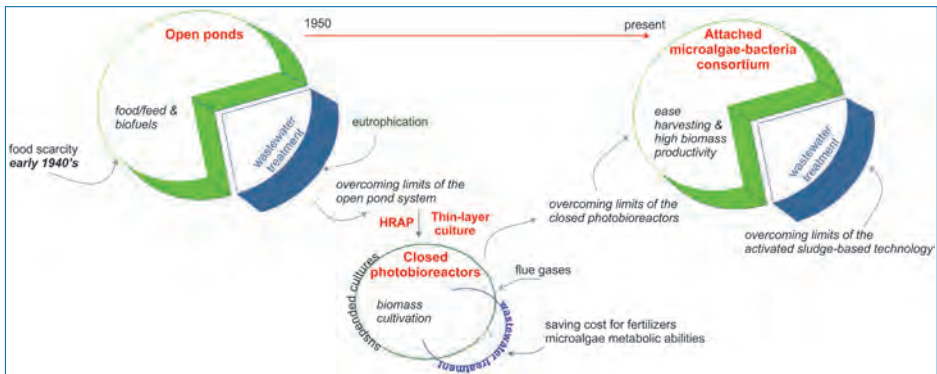 1950
present
Open ponds
food/feed &
biofuels
wastewater
treatment
food scarcity
early 1940's
eutrophication
overcoming limits of the
open pond system
HRAP
Thin-layer
culture
Closed
photobioreactors
suspended cultures
biomass
cultivation
wastewater treatment
flue gases
saving cost for fertilizers
microalgae metabolic abilities
overcoming limits of the
closed photobioreactors
Attached
microalgae-bacteria
consortium
ease
harvesting &
high biomass
productivity
wastewater
treatment
overcoming limits of the
activated sludge-based technology